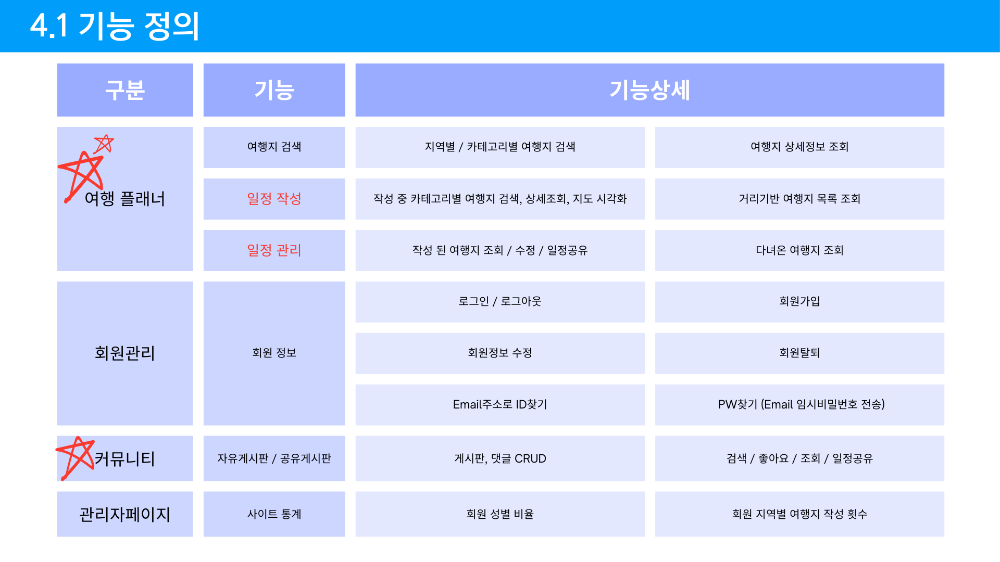 4.1 기능 정의
구분
기능
기능상세
여행 플래너
여행지 검색
지역별 / 카테고리별 여행지 검색
여행지 상세정보 조회
일정 작성
작성 중 카테고리별 여행지 검색, 상세조회, 지도 시각화
거리기반 여행지 목록 조회
일정 관리
작성 된 여행지 조회 / 수정 / 일정공유
다녀온 여행지 조회
회원관리
회원 정보
로그인 / 로그아웃
회원가입
회원정보 수정
회원탈퇴
Email주소로 ID찾기
PW찾기 (Email 임시비밀번호 전송)
커뮤니티
자유게시판 / 공유게시판
게시판, 댓글 CRUD
검색 / 좋아요 / 조회 / 일정공유
관리자페이지
사이트 통계
회원 성별 비율
회원 지역별 여행지 작성 횟수